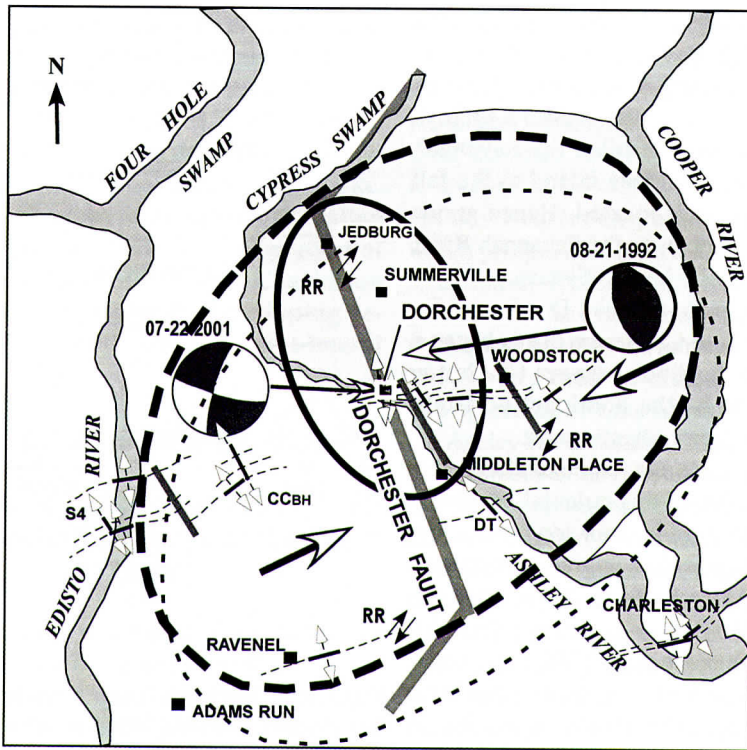 N
FOUR HOLE
SWAMP
CYPRESS SWAMP
COOPER
RIVER
JEDBURG
08-21-1992
RR
SUMMERVILLE
DORCHESTER
07-22-2001
WOODSTOCK
RR
MIDDLETON PLACE
DORCHESTER FAULT
RIVER
S4
CCBH
DT
EDISTO
ASHLEY
RIVER
CHARLESTON
RR
RAVENEL
ADAMS RUN